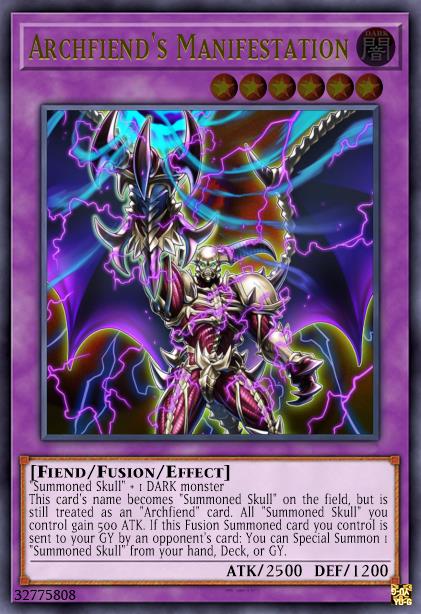 ARCHFIEND'S MANIFESTATION
DARK
闇
[FIEND/FUSION/EFFECT]
"Summoned Skull" + 1 DARK monster
This card's name becomes "Summoned Skull" on the field, but is
still treated as an "Archfiend" card. All "Summoned Skull" you
control gain 500 ATK. If this Fusion Summoned card you control is
sent to your GY by an opponent's card: You can Special Summon 1
"Summoned Skull" from your hand, Deck, or GY.
ATK/2500 DEF/1200
32775808